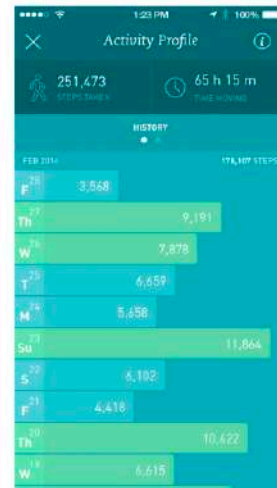 1:23 PM 100%
Activity Profile
251,473
STEPS TAKEN
65 h 15 m
TIME MOVING
HISTORY
FEB 2014 178,107 STEPS
F 28 3,568
Th 27 9,191
W 26 7,878
T 25 6,659
M 24 5,658
Su 23 11,864
S 22 6,102
F 21 4,418
Th 20 10,622
W 19 6,615